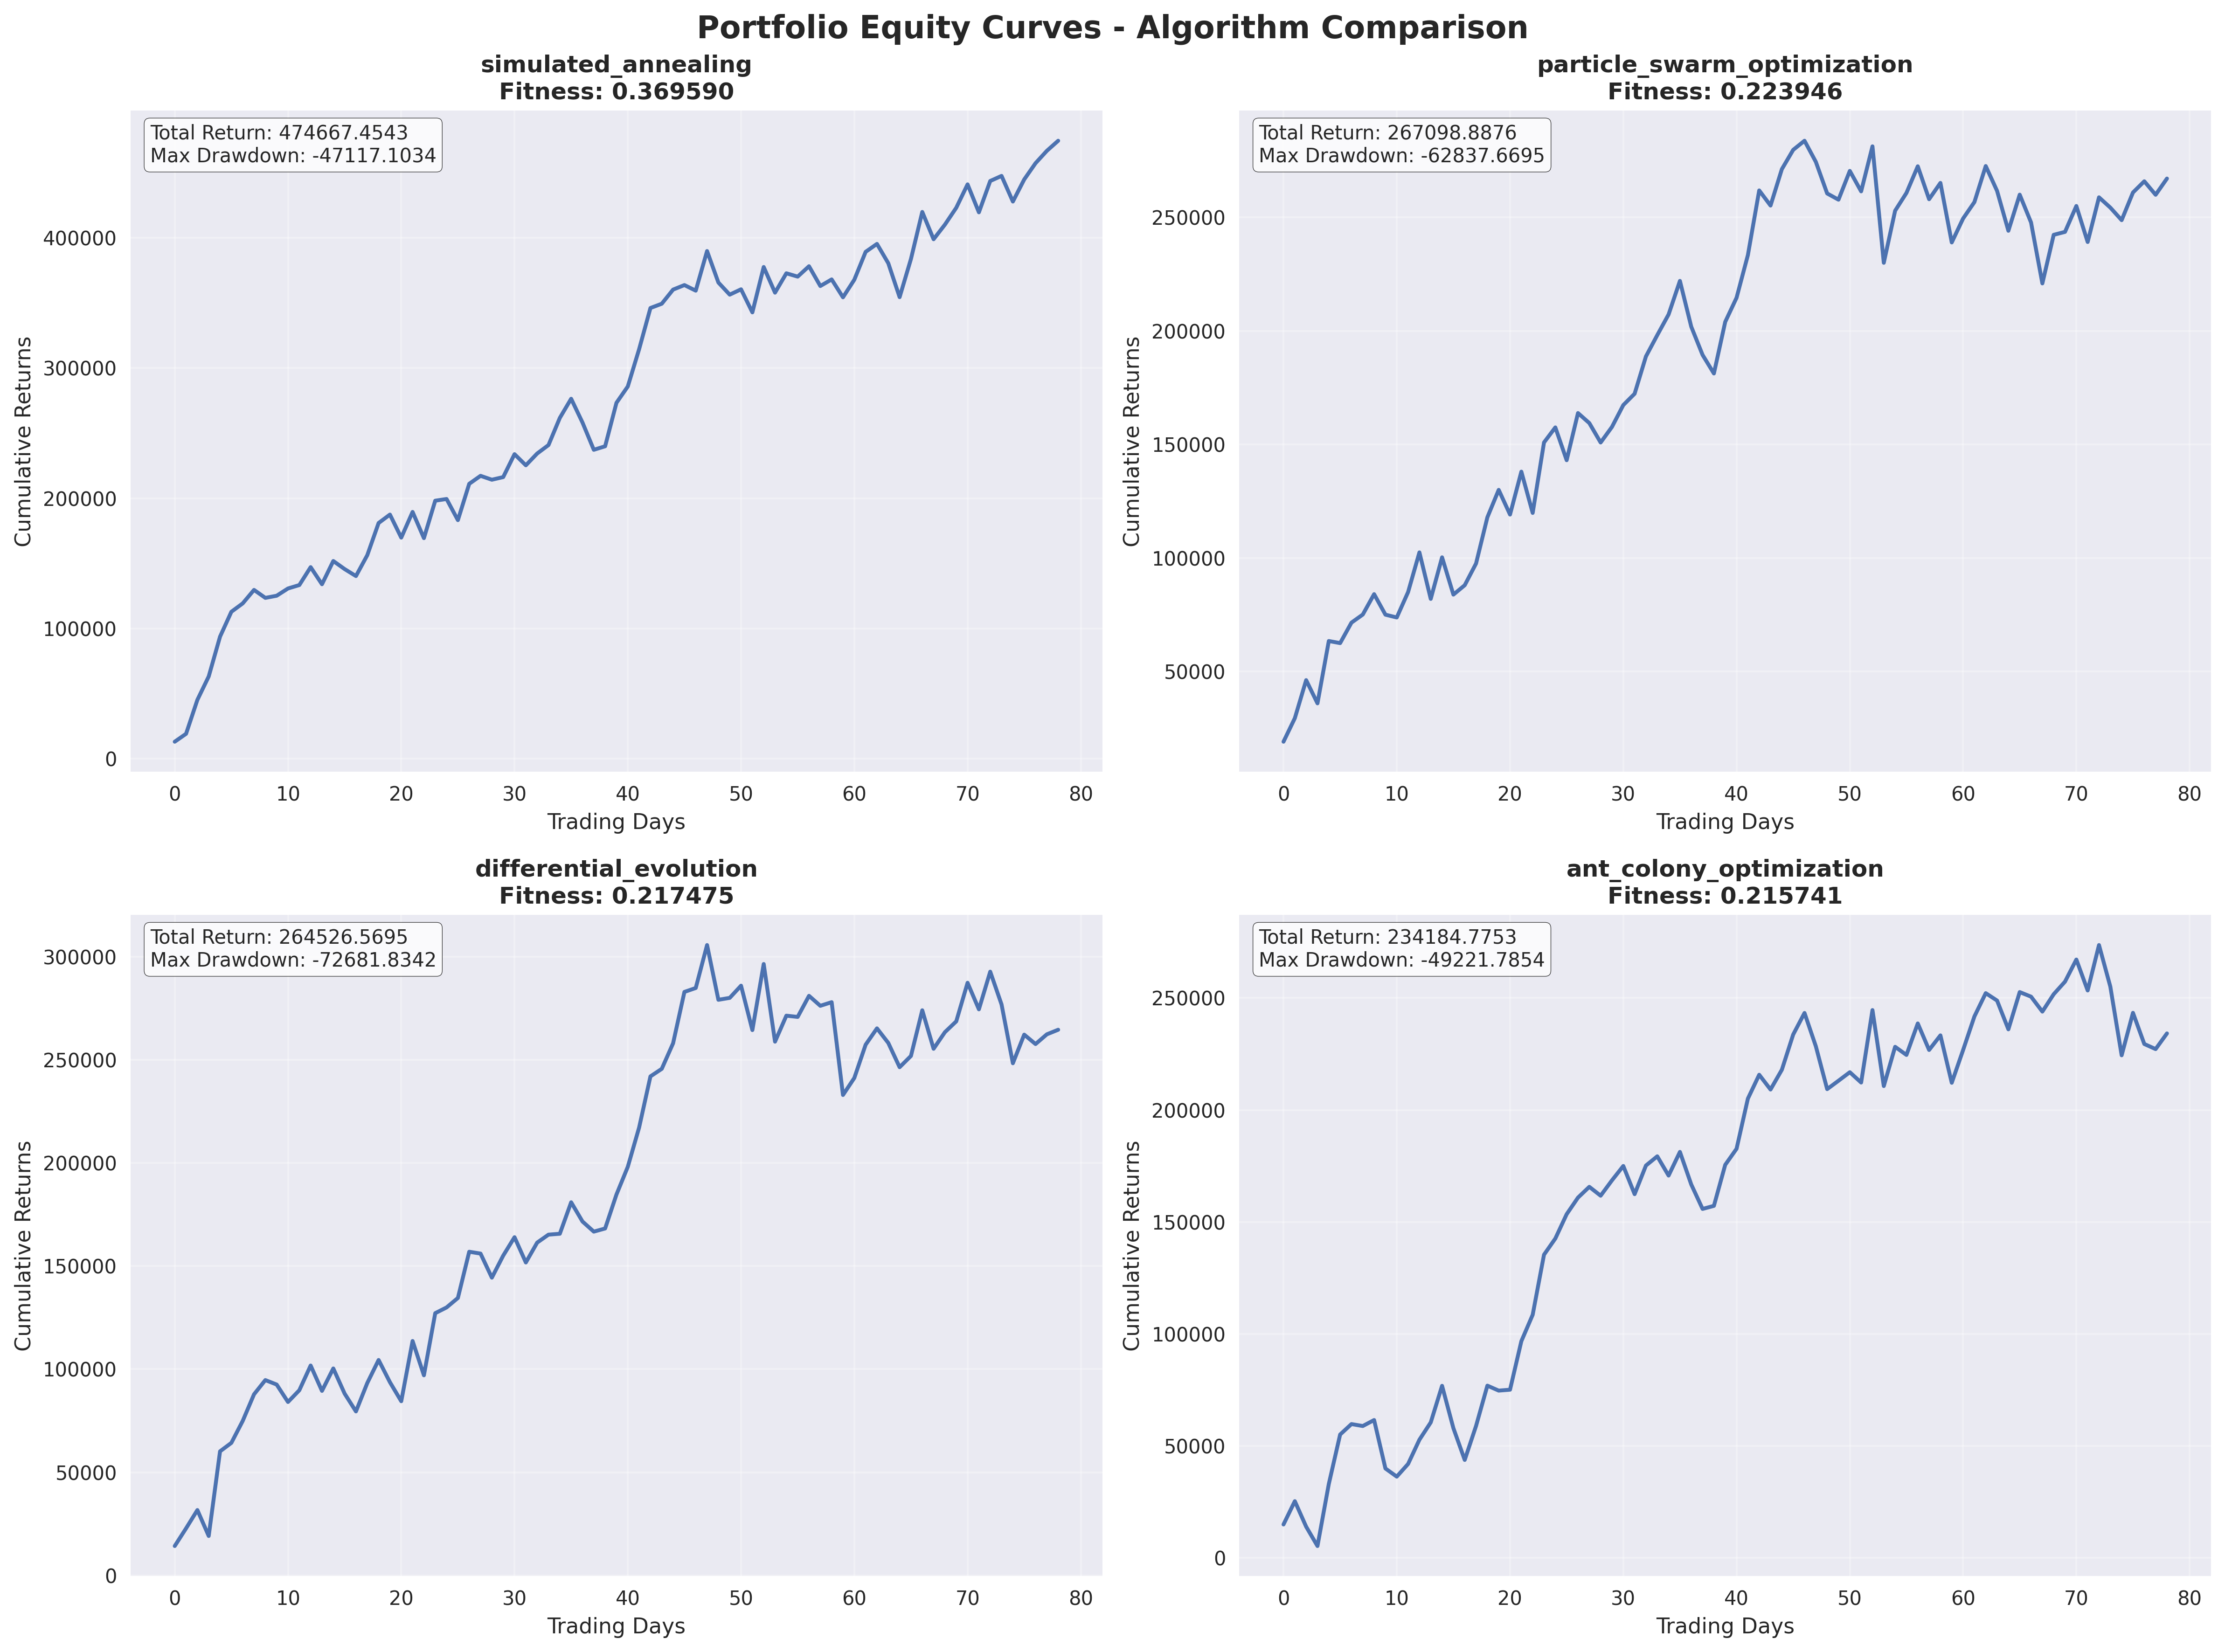 Portfolio Equity Curves - Algorithm Comparison
simulated_annealing
Fitness: 0.369590
Total Return: 474667.4543
Max Drawdown: -47117.1034
400000
300000
200000
100000
0
Cumulative Returns
0 10 20 30 40 50 60 70 80
Trading Days
particle_swarm_optimization
Fitness: 0.223946
Total Return: 267098.8876
Max Drawdown: -62837.6695
250000
200000
150000
100000
50000
Cumulative Returns
0 10 20 30 40 50 60 70 80
Trading Days
differential_evolution
Fitness: 0.217475
Total Return: 264526.5695
Max Drawdown: -72681.8342
300000
250000
200000
150000
100000
50000
0
Cumulative Returns
0 10 20 30 40 50 60 70 80
Trading Days
ant_colony_optimization
Fitness: 0.215741
Total Return: 234184.7753
Max Drawdown: -49221.7854
250000
200000
150000
100000
50000
0
Cumulative Returns
0 10 20 30 40 50 60 70 80
Trading Days